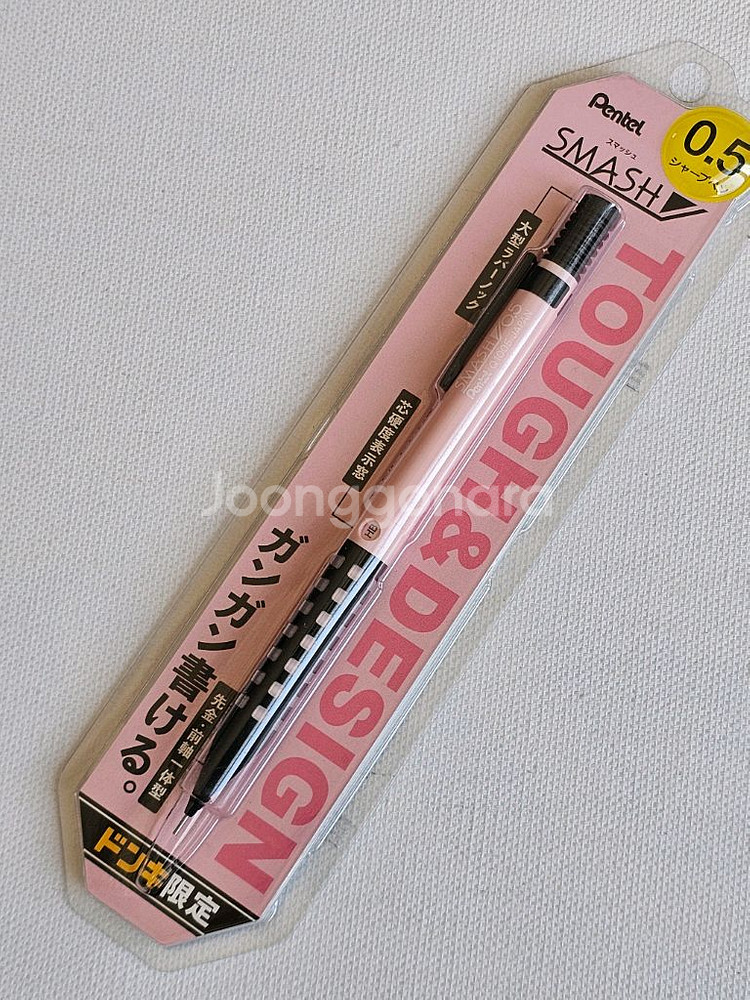 Pentel
スマッシュ
SMASH
0.5
シャープペン
大型ラバーノック
TOUGH&DESIGN
芯硬度表示窓
HB
Joonggonara
ガンガン書ける。
先金・前軸一体型
ドンキ限定